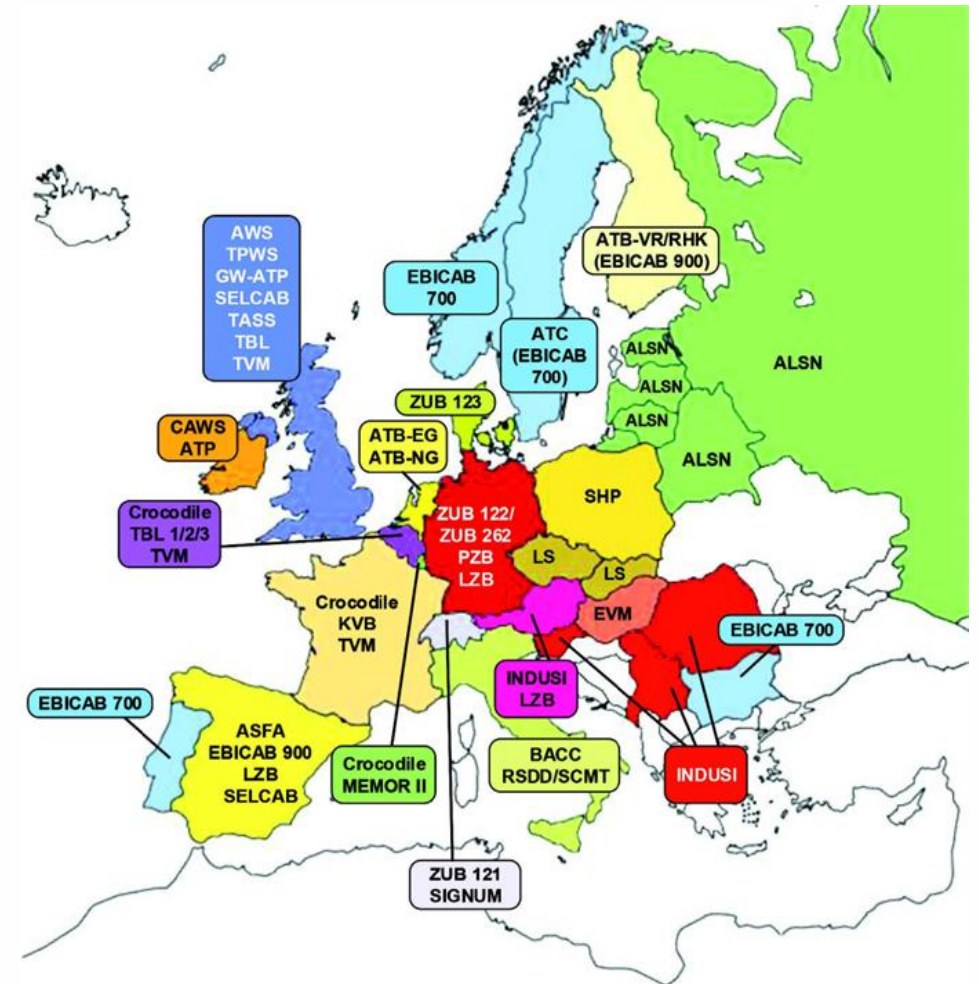 AWS
TPWS
GW-ATP
SELCAB
TASS
TBL
TVM
EBICAB
700
ATB-VR/RHK
(EBICAB 900)
ATC
(EBICAB
700)
ALSN
ALSN
ALSN
ALSN
ALSN
CAWS
ATP
ZUB 123
ATB-EG
ATB-NG
Crocodile
TBL 1/2/3
TVM
ZUB 122/
ZUB 262
PZB
LZB
SHP
LS
LS
EVM
Crocodile
KVB
TVM
EBICAB 700
INDUSI
LZB
EBICAB 700
ASFA
EBICAB 900
LZB
SELCAB
Crocodile
MEMOR II
BACC
RSDD/SCMT
INDUSI
ZUB 121
SIGNUM